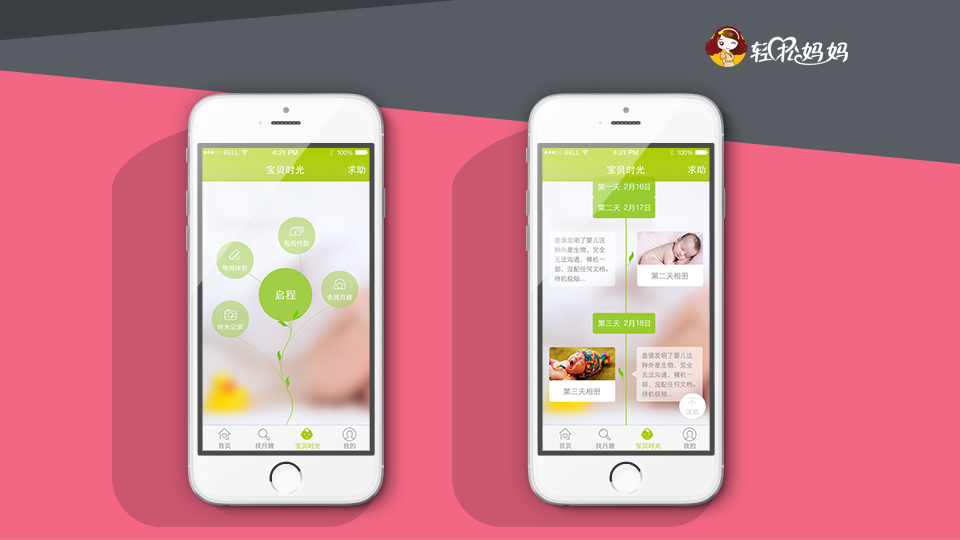 轻松妈妈
BELL 4:21 PM 100%
宝贝时光 求助
每周付款
每周评价
启程
去找月嫂
时光记录
首页 找月嫂 宝贝时光 我的
BELL 4:21 PM 100%
宝贝时光 求助
第一天 2月16日
第二天 2月17日
是谁发明了婴儿这
种外星生物，完全
无法沟通，裸机一
部，没配任何文档。
待机极短...
第二天相册
第三天 2月18日
是谁发明了婴儿这
种外星生物，完全
无法沟通，裸机一
部，没配任何文档。
待机极短...
第三天相册
顶部
首页 找月嫂 宝贝时光 我的